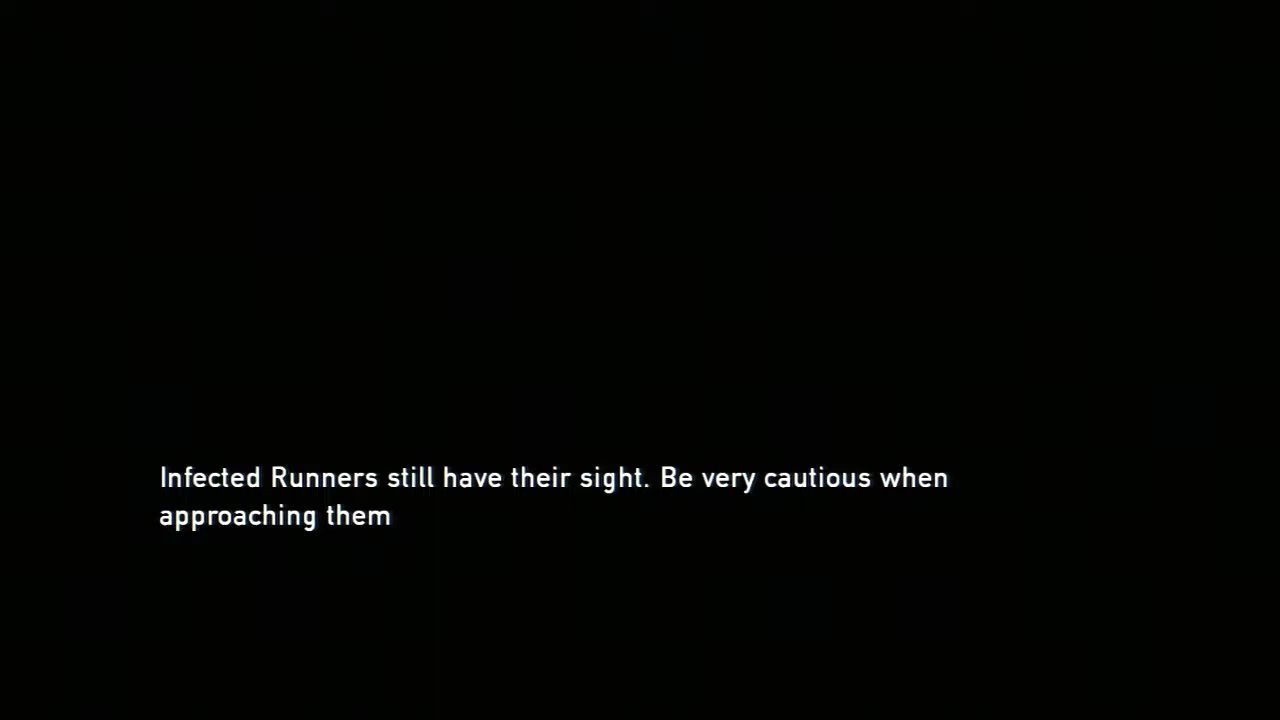 Infected Runners still have their sight. Be very cautious when
approaching them